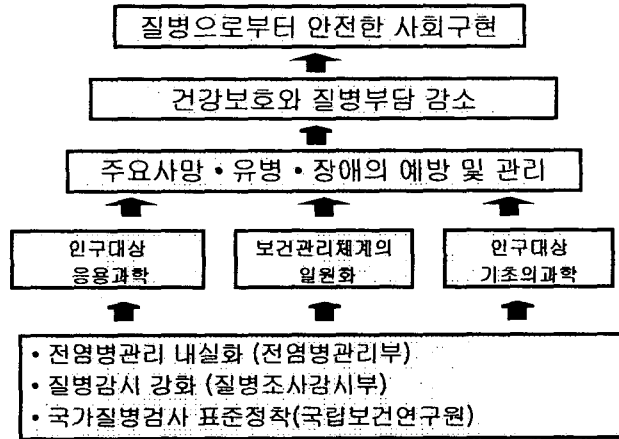 질병으로부터 안전한 사회구현
건강보호와 질병부담 감소
주요사망・유병・장애의 예방 및 관리
인구대상
응용과학
보건관리체계의
일원화
인구대상
기초의과학
• 전염병관리 내실화 (전염병관리부)
• 질병감시 강화 (질병조사감시부)
• 국가질병검사 표준정착(국립보건연구원)